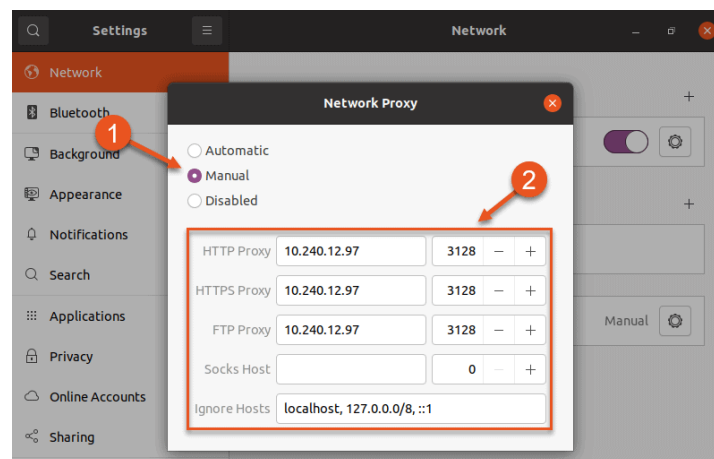 Settings
Network
Network
Bluetooth
Background
Appearance
Notifications
Search
Applications
Privacy
Online Accounts
Sharing
Network Proxy
1
Automatic
Manual
Disabled
2
HTTP Proxy 10.240.12.97 3128 − +
HTTPS Proxy 10.240.12.97 3128 − +
FTP Proxy 10.240.12.97 3128 − +
Socks Host 0 − +
Ignore Hosts localhost, 127.0.0.0/8, ::1
+
+
Manual